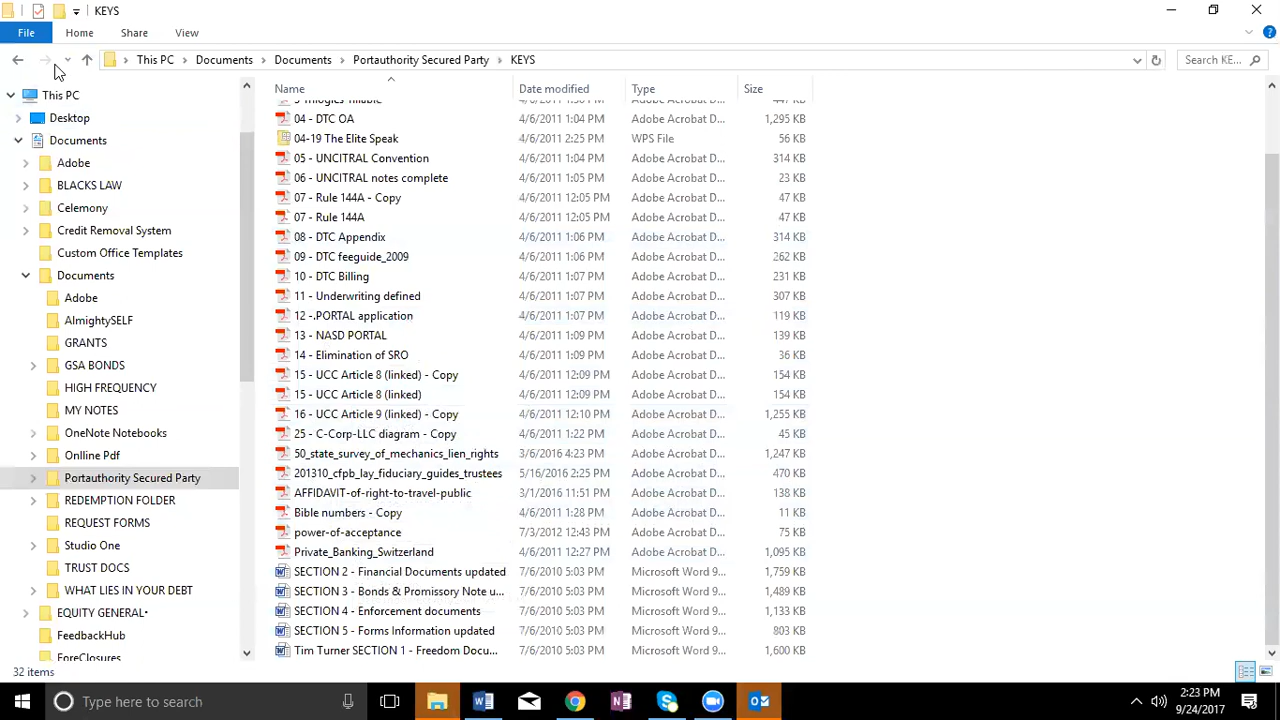 KEYS
File Home Share View
This PC Documents Documents Portauthority Secured Party KEYS Search KE...
This PC
Desktop
Documents
Adobe
BLACKS LAW
Celemony
Credit Removal System
Custom Office Templates
Documents
Adobe
AlmightySELF
GRANTS
GSA BONDS
HIGH FREQUENCY
MY NOTES
OneNote Notebooks
Onlline Pdf
Portauthority Secured Party
REDEMPTION FOLDER
REQUEST FORMS
Studio One
TRUST DOCS
WHAT LIES IN YOUR DEBT
EQUITY GENERAL•
FeedbackHub
ForeClosures
Name Date modified Type Size
04 - DTC OA 4/6/2011 1:04 PM Adobe Acrobat D... 1,295 KB
04-19 The Elite Speak 4/6/2011 2:25 PM WPS File 56 KB
05 - UNCITRAL Convention 4/6/2011 1:04 PM Adobe Acrobat D... 314 KB
06 - UNCITRAL notes complete 4/6/2011 1:05 PM Adobe Acrobat D... 23 KB
07 - Rule 144A - Copy 4/6/2011 12:05 PM Adobe Acrobat D... 47 KB
07 - Rule 144A 4/6/2011 12:05 PM Adobe Acrobat D... 47 KB
08 - DTC Appendix 4/6/2011 1:06 PM Adobe Acrobat D... 314 KB
09 - DTC feeguide_2009 4/6/2011 1:06 PM Adobe Acrobat D... 262 KB
10 - DTC Billing 4/6/2011 1:07 PM Adobe Acrobat D... 231 KB
11 - Underwriting defined 4/6/2011 1:07 PM Adobe Acrobat D... 307 KB
12 -.PORTAL application 4/6/2011 1:07 PM Adobe Acrobat D... 119 KB
13 - NASD PORTAL 4/6/2011 1:09 PM Adobe Acrobat D... 139 KB
14 - Elimination of SRO 4/6/2011 1:09 PM Adobe Acrobat D... 36 KB
15 - UCC Article 8 (linked) - Copy 4/6/2011 12:09 PM Adobe Acrobat D... 154 KB
15 - UCC Article 8 (linked) 4/6/2011 12:09 PM Adobe Acrobat D... 154 KB
16 - UCC Article 9 (linked) - Copy 4/6/2011 12:10 PM Adobe Acrobat D... 1,255 KB
25 - C-Corp-LLC diagram - Copy 4/6/2011 1:22 PM Adobe Acrobat D... 45 KB
50_state_survey_of_mechanics_lien_rights 3/6/2016 4:23 PM Adobe Acrobat D... 1,247 KB
201310_cfpb_lay_fiduciary_guides_trustees 5/16/2016 2:25 PM Adobe Acrobat D... 470 KB
AFFIDAVIT-of-right-to-travel-public 3/1/2016 11:51 PM Adobe Acrobat D... 138 KB
Bible numbers - Copy 4/6/2011 1:28 PM Adobe Acrobat D... 11 KB
power-of-acceptance 7/3/2012 12:43 PM Adobe Acrobat D... 75 KB
Private_Banking_Switzerland 4/6/2011 12:27 PM Adobe Acrobat D... 1,095 KB
SECTION 2 - Financial Documents updated 7/6/2010 5:03 PM Microsoft Word 9... 1,759 KB
SECTION 3 - Bonds & Promissory Note u... 7/6/2010 5:03 PM Microsoft Word 9... 1,489 KB
SECTION 4 - Enforcement documents 7/6/2010 5:03 PM Microsoft Word 9... 1,133 KB
SECTION 5 - Forms Information updated 7/6/2010 5:03 PM Microsoft Word 9... 803 KB
Tim Turner SECTION 1 - Freedom Docu... 7/6/2010 5:03 PM Microsoft Word 9... 1,600 KB
32 items
Type here to search
2:23 PM
9/24/2017